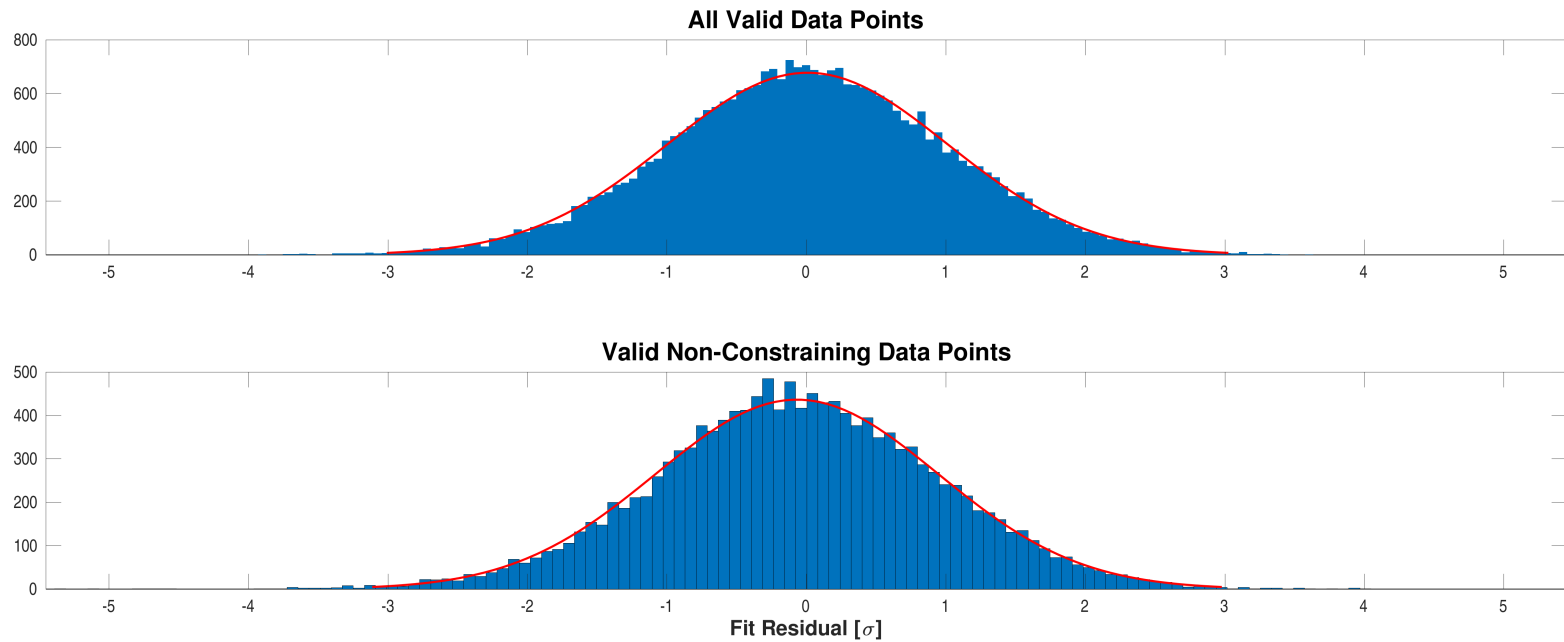 All Valid Data Points
800
600
400
200
0
-5 -4 -3 -2 -1 0 1 2 3 4 5
Valid Non-Constraining Data Points
500
400
300
200
100
0
-5 -4 -3 -2 -1 0 1 2 3 4 5
Fit Residual [σ]